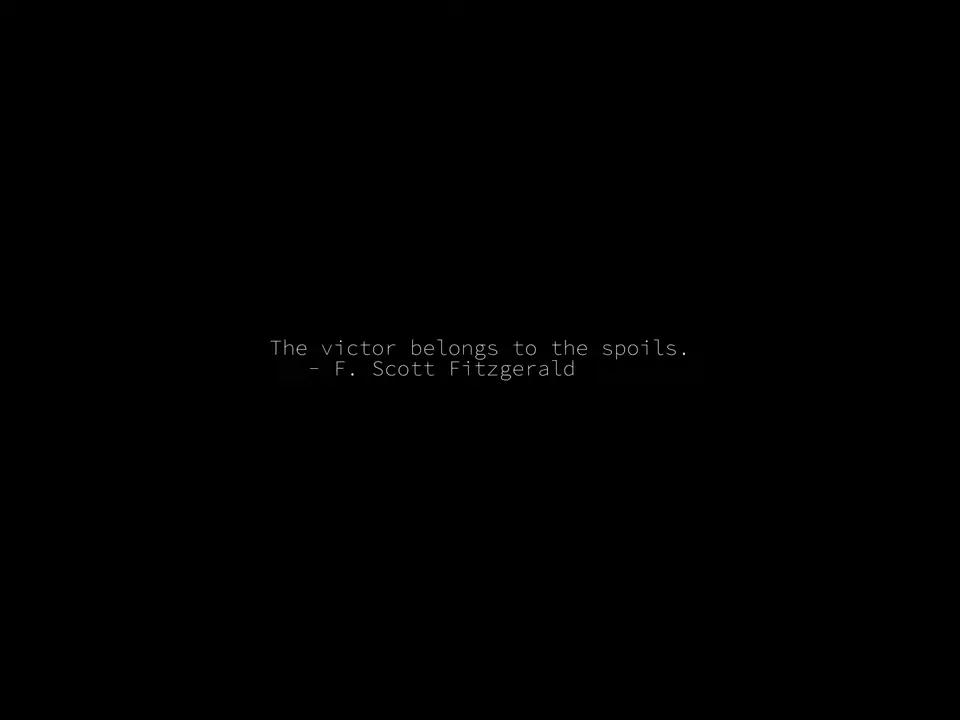 The victor belongs to the spoils.
– F. Scott Fitzgerald